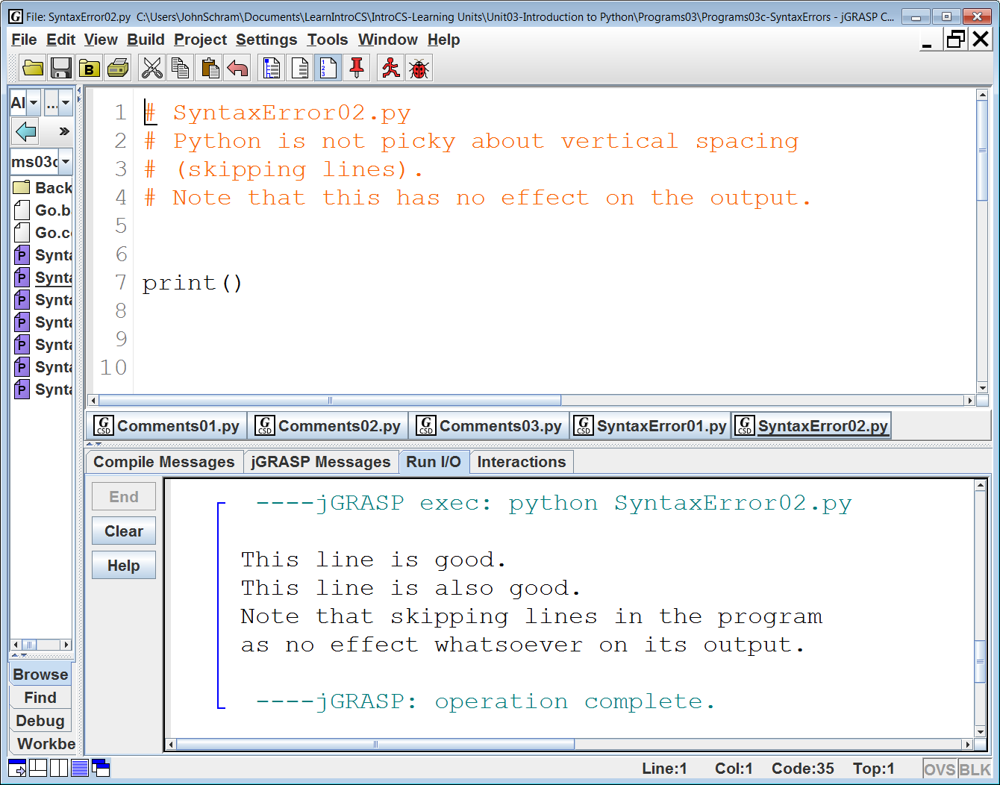 File: SyntaxError02.py  C:\Users\JohnSchram\Documents\LearnIntroCS\IntroCS-Learning Units\Unit03-Introduction to Python\Programs03\Programs03c-SyntaxErrors - jGRASP C...
File Edit View Build Project Settings Tools Window Help
Al ...
»
ms03c
Back
Go.b
Go.c
Synta
Synta
Synta
Synta
Synta
Synta
Synta
Browse
Find
Debug
Workbe
1 # SyntaxError02.py
2 # Python is not picky about vertical spacing
3 # (skipping lines).
4 # Note that this has no effect on the output.
5
6
7 print()
8
9
10
Comments01.py Comments02.py Comments03.py SyntaxError01.py SyntaxError02.py
Compile Messages jGRASP Messages Run I/O Interactions
End
Clear
Help
----jGRASP exec: python SyntaxError02.py
This line is good.
This line is also good.
Note that skipping lines in the program
as no effect whatsoever on its output.
----jGRASP: operation complete.
Line:1 Col:1 Code:35 Top:1 OVS BLK